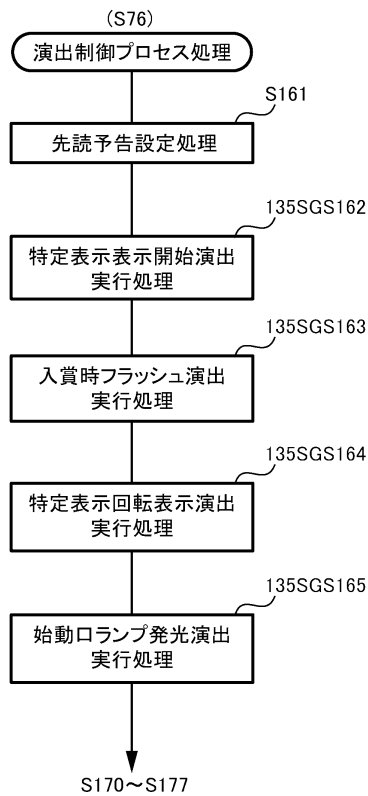 (S76)
演出制御プロセス処理
S161
先読予告設定処理
135SGS162
特定表示表示開始演出
実行処理
135SGS163
入賞時フラッシュ演出
実行処理
135SGS164
特定表示回転表示演出
実行処理
135SGS165
始動口ランプ発光演出
実行処理
S170～S177